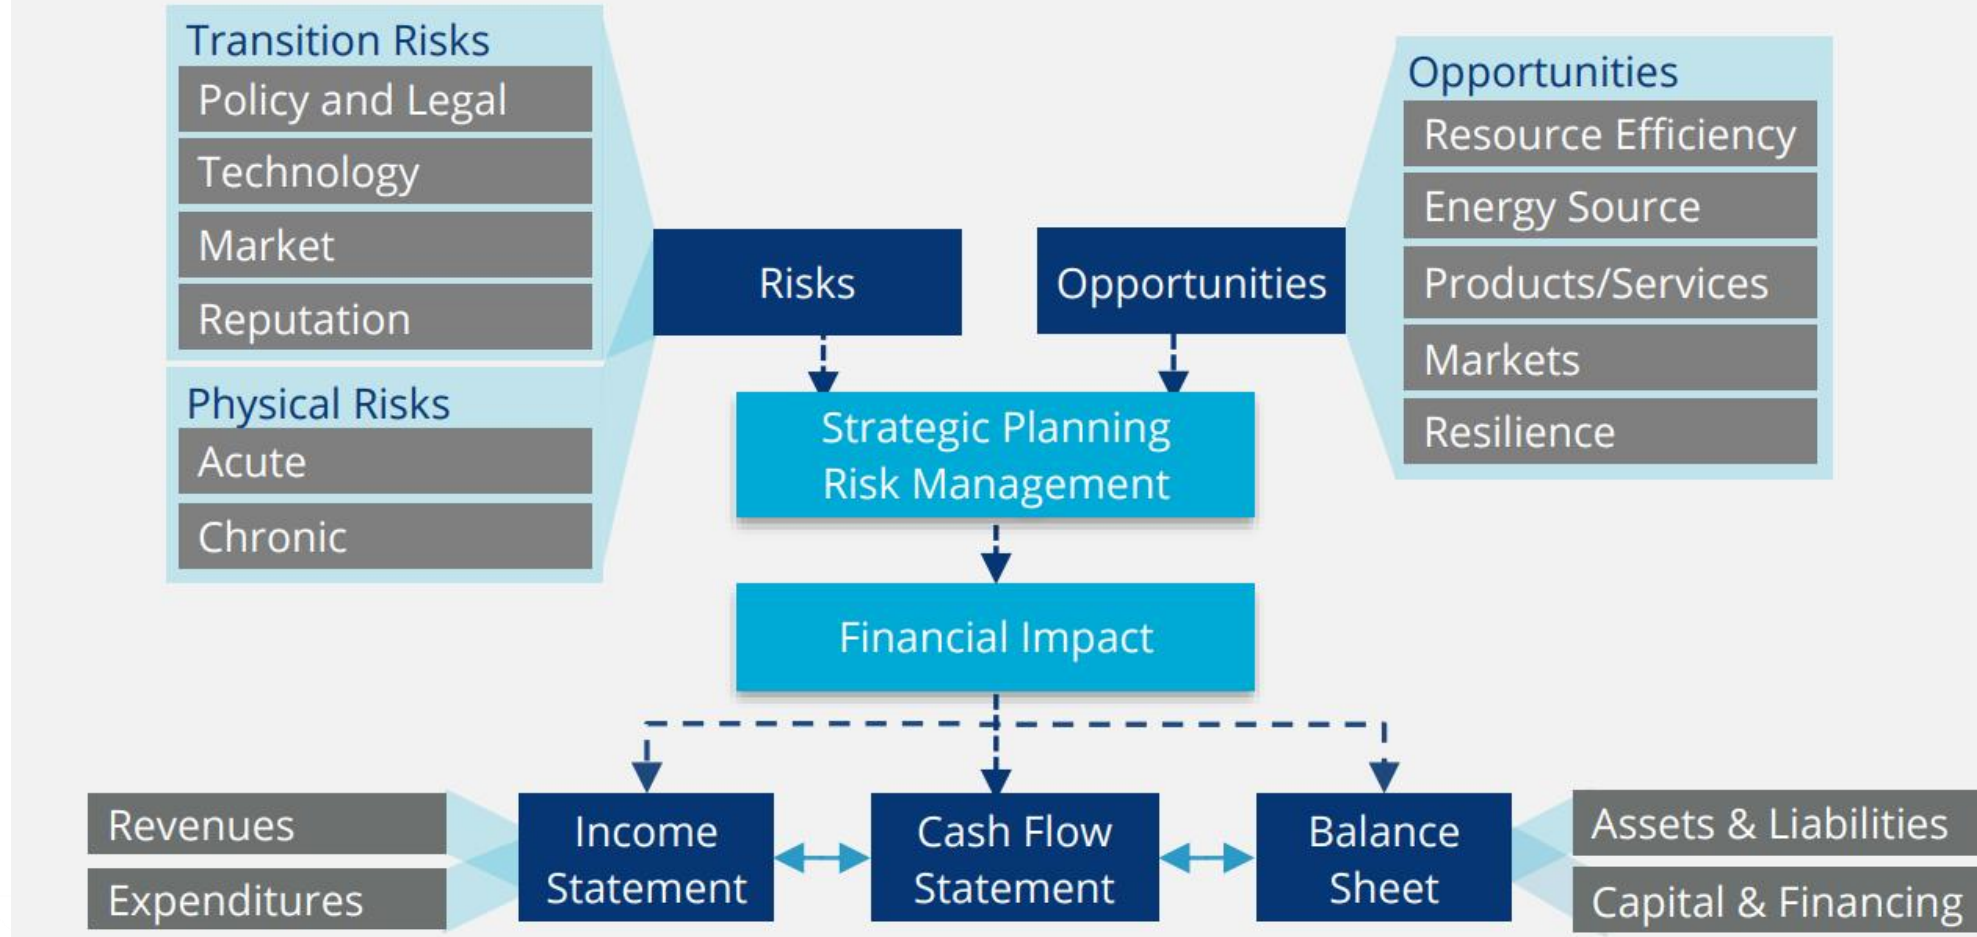 Transition Risks
Policy and Legal
Technology
Market
Reputation
Physical Risks
Acute
Chronic
Risks
Opportunities
Opportunities
Resource Efficiency
Energy Source
Products/Services
Markets
Resilience
Strategic Planning
Risk Management
Financial Impact
Revenues
Expenditures
Income
Statement
Cash Flow
Statement
Balance
Sheet
Assets & Liabilities
Capital & Financing